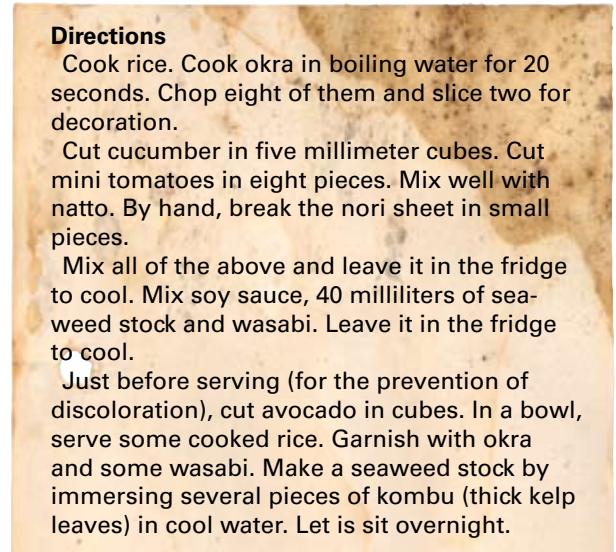 Directions
Cook rice. Cook okra in boiling water for 20
seconds. Chop eight of them and slice two for
decoration.
Cut cucumber in five millimeter cubes. Cut
mini tomatoes in eight pieces. Mix well with
natto. By hand, break the nori sheet in small
pieces.
Mix all of the above and leave it in the fridge
to cool. Mix soy sauce, 40 milliliters of sea-
weed stock and wasabi. Leave it in the fridge
to cool.
Just before serving (for the prevention of
discoloration), cut avocado in cubes. In a bowl,
serve some cooked rice. Garnish with okra
and some wasabi. Make a seaweed stock by
immersing several pieces of kombu (thick kelp
leaves) in cool water. Let is sit overnight.